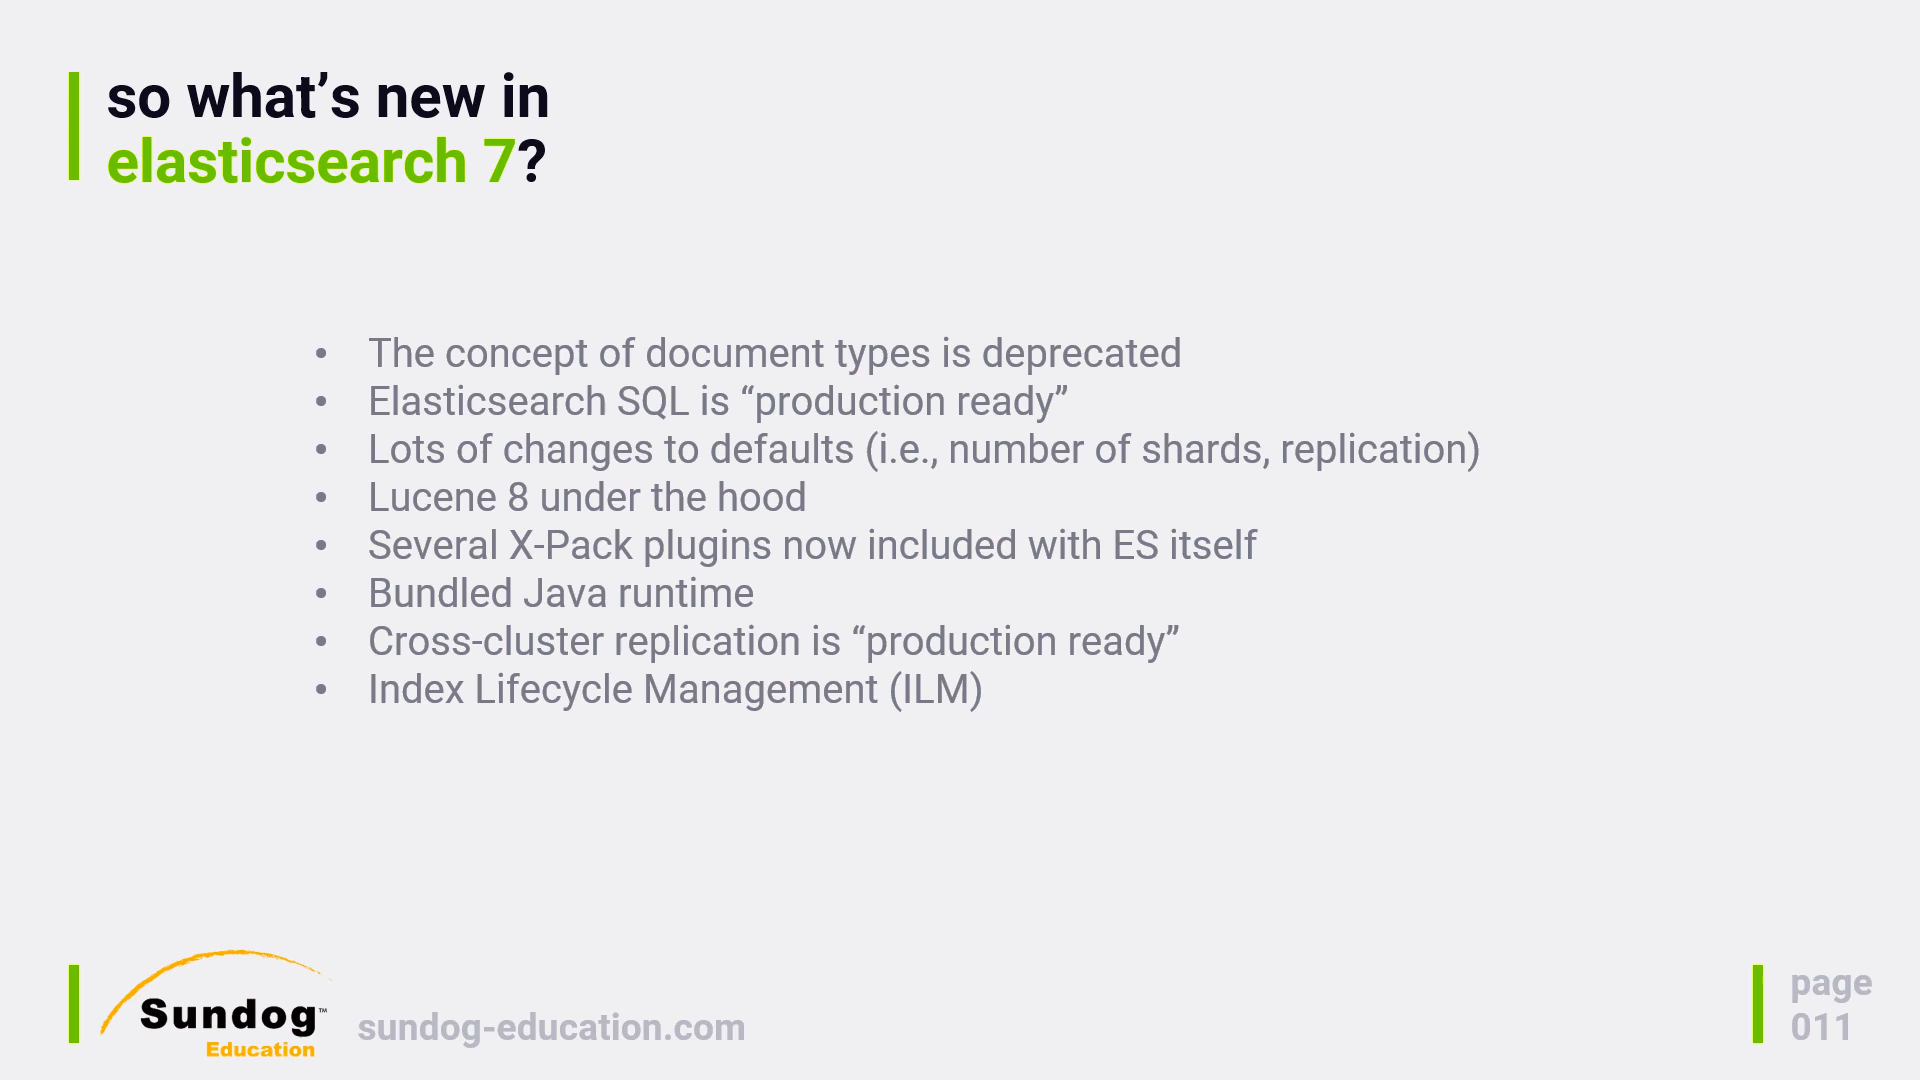 so what’s new in
elasticsearch 7?
• The concept of document types is deprecated
• Elasticsearch SQL is “production ready”
• Lots of changes to defaults (i.e., number of shards, replication)
• Lucene 8 under the hood
• Several X-Pack plugins now included with ES itself
• Bundled Java runtime
• Cross-cluster replication is “production ready”
• Index Lifecycle Management (ILM)
Sundog™
Education
sundog-education.com
page
011